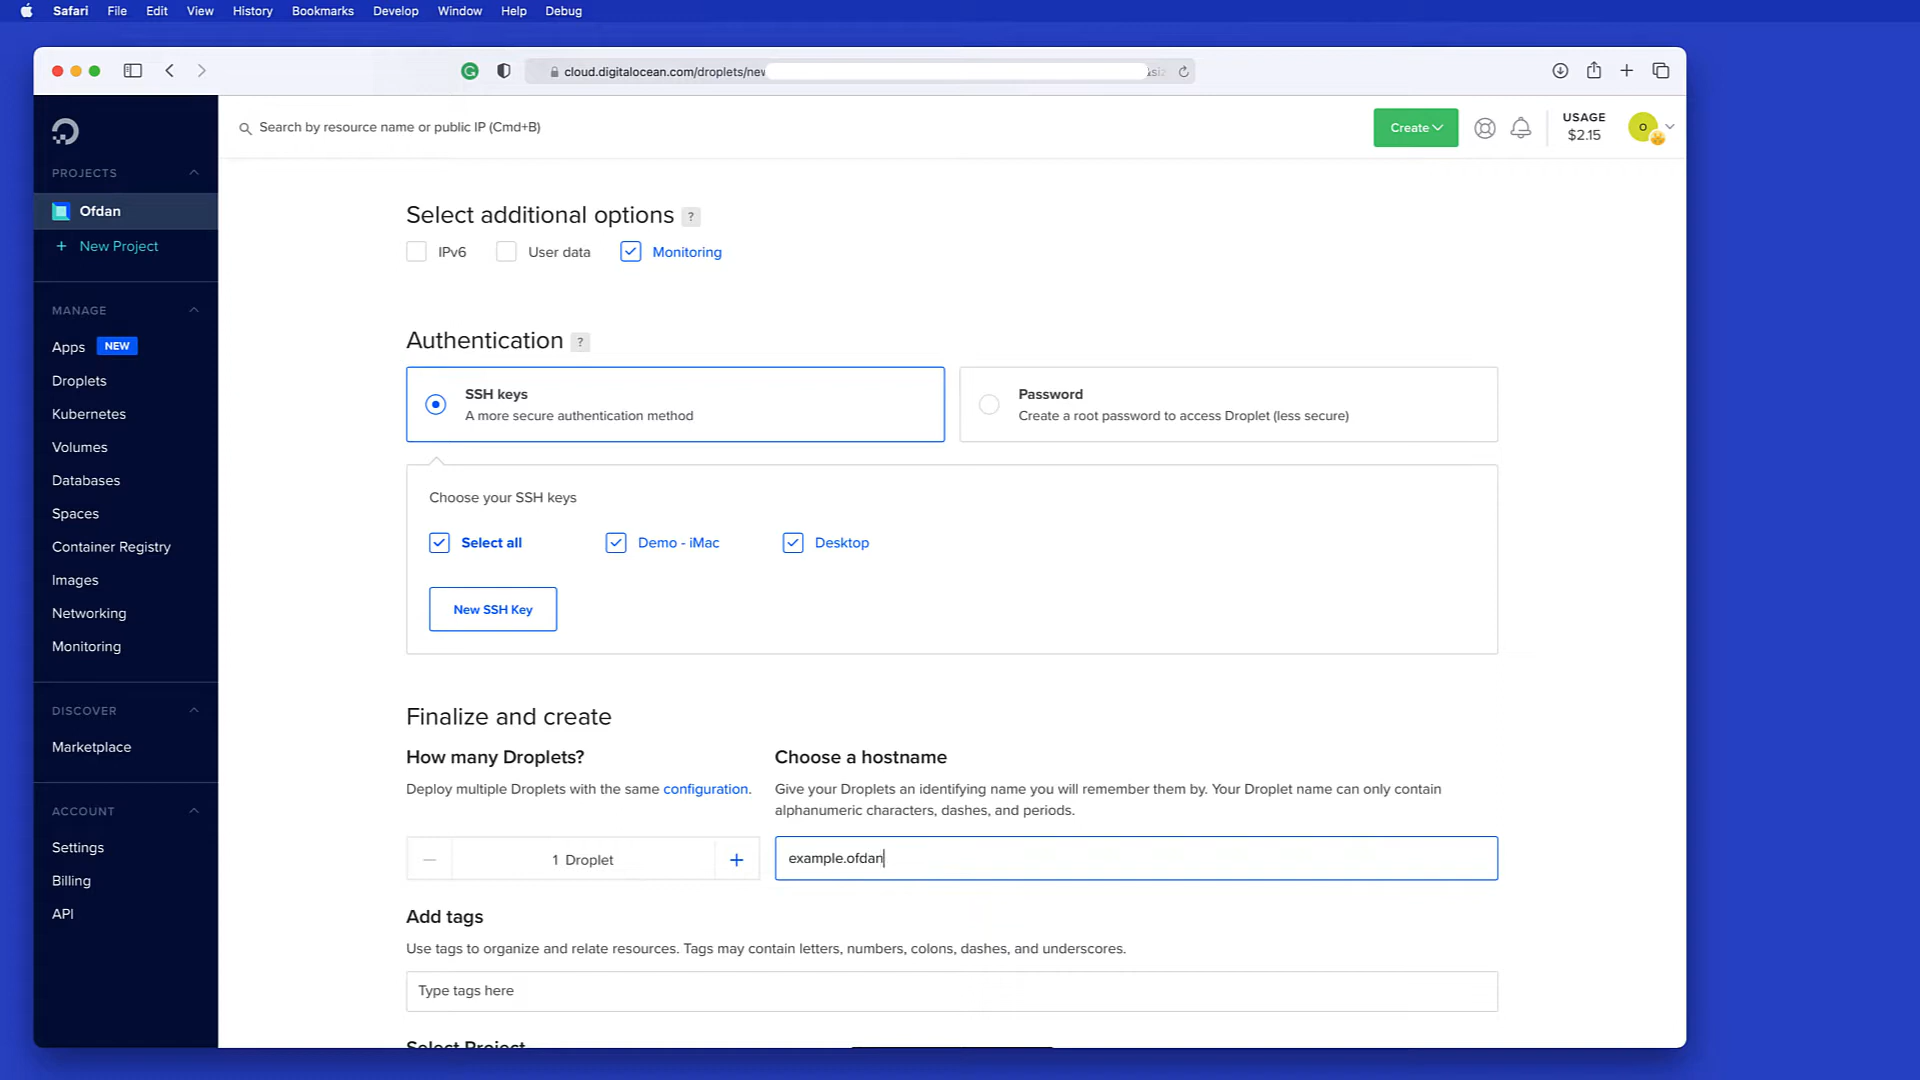 Safari File Edit View History Bookmarks Develop Window Help Debug
cloud.digitalocean.com/droplets/new
Search by resource name or public IP (Cmd+B)
Create
USAGE
$2.15
O
PROJECTS
Ofdan
+ New Project
MANAGE
Apps NEW
Droplets
Kubernetes
Volumes
Databases
Spaces
Container Registry
Images
Networking
Monitoring
DISCOVER
Marketplace
ACCOUNT
Settings
Billing
API
Select additional options ?
IPv6 User data Monitoring
Authentication ?
SSH keys
A more secure authentication method
Password
Create a root password to access Droplet (less secure)
Choose your SSH keys
Select all Demo - iMac Desktop
New SSH Key
Finalize and create
How many Droplets?
Deploy multiple Droplets with the same configuration.
1 Droplet
Choose a hostname
Give your Droplets an identifying name you will remember them by. Your Droplet name can only contain
alphanumeric characters, dashes, and periods.
example.ofdan
Add tags
Use tags to organize and relate resources. Tags may contain letters, numbers, colons, dashes, and underscores.
Type tags here
Select Project